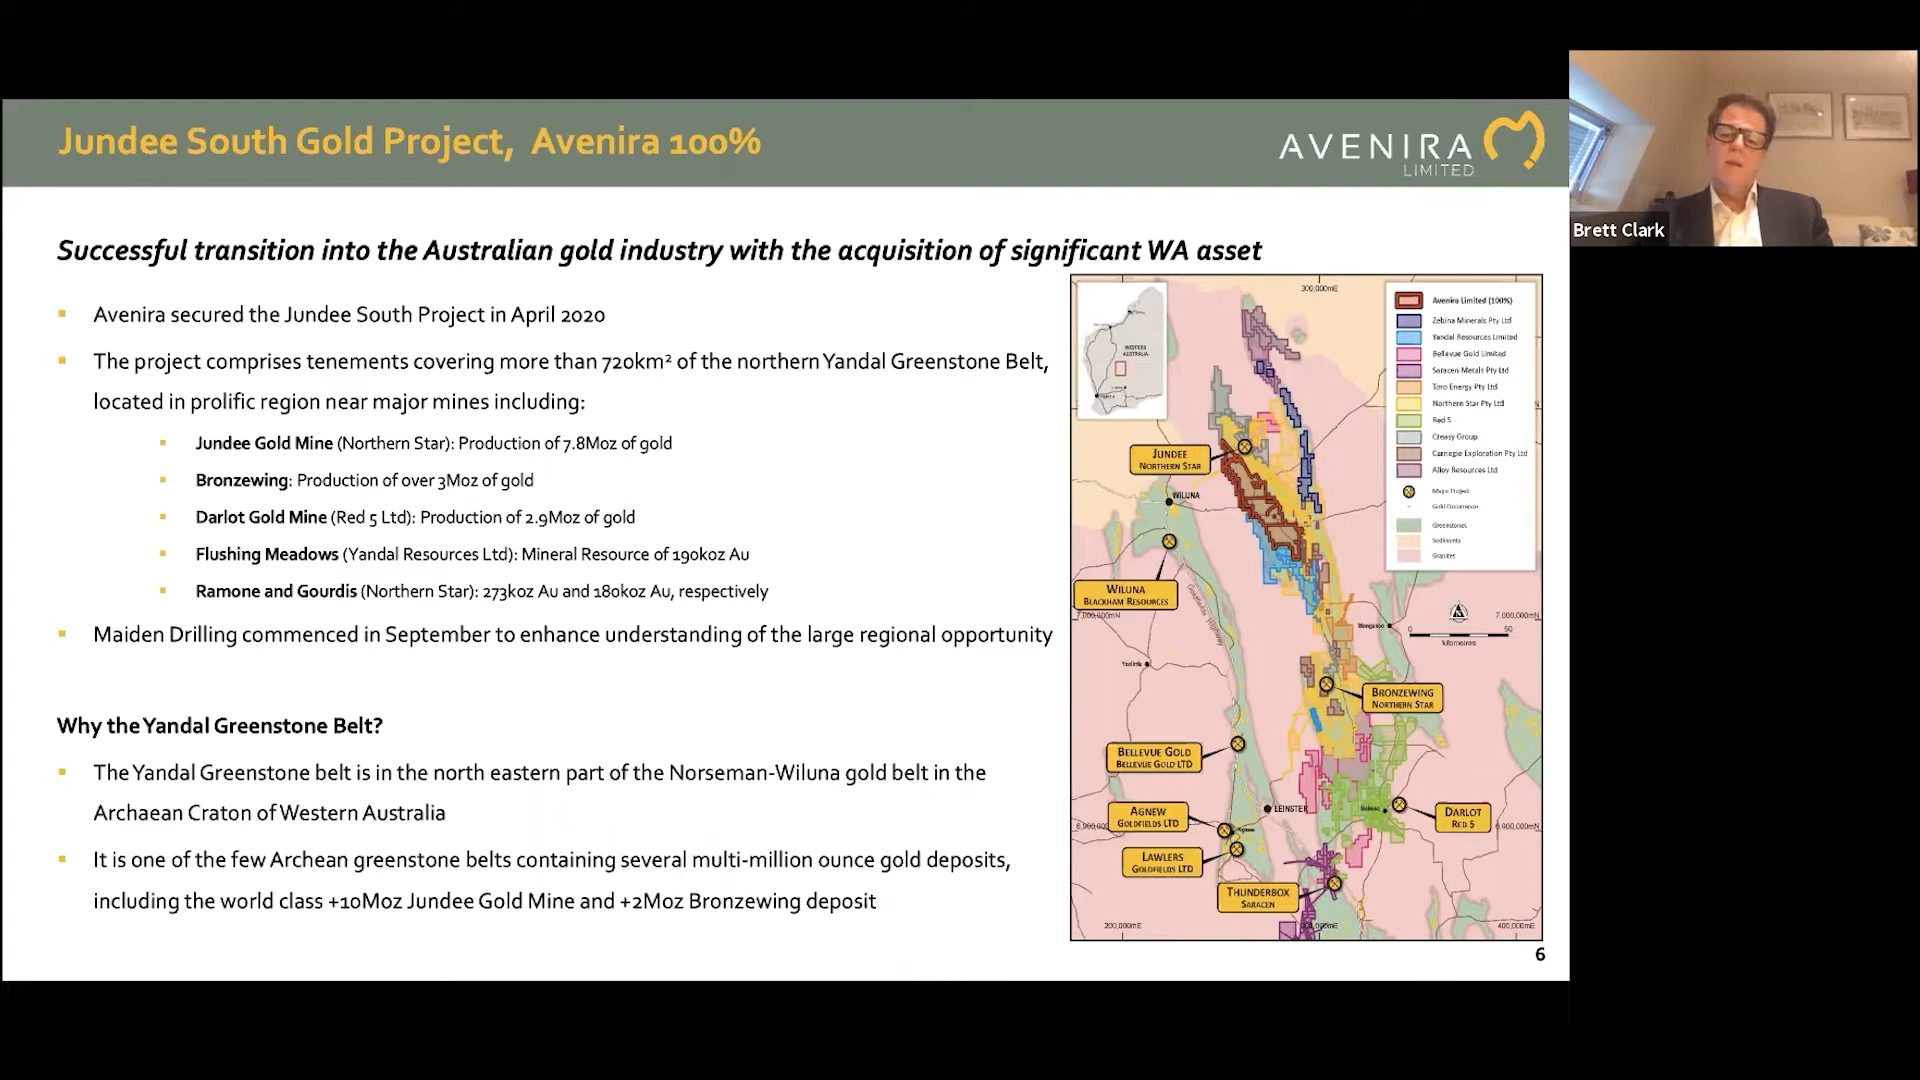 Jundee South Gold Project, Avenira 100%
AVENIRA
LIMITED
Brett Clark
Successful transition into the Australian gold industry with the acquisition of significant WA asset
Avenira secured the Jundee South Project in April 2020
The project comprises tenements covering more than 720km² of the northern Yandal Greenstone Belt,
located in prolific region near major mines including:
Jundee Gold Mine (Northern Star): Production of 7.8Moz of gold
Bronzewing: Production of over 3Moz of gold
Darlot Gold Mine (Red 5 Ltd): Production of 2.9Moz of gold
Flushing Meadows (Yandal Resources Ltd): Mineral Resource of 190koz Au
Ramone and Gourdis (Northern Star): 273koz Au and 180koz Au, respectively
Maiden Drilling commenced in September to enhance understanding of the large regional opportunity
Why the Yandal Greenstone Belt?
The Yandal Greenstone belt is in the north eastern part of the Norseman-Wiluna gold belt in the
Archaean Craton of Western Australia
It is one of the few Archean greenstone belts containing several multi-million ounce gold deposits,
including the world class +10Moz Jundee Gold Mine and +2Moz Bronzewing deposit
300,000mE
WESTERN
AUSTRALIA
Avenira Limited (100%)
Zebina Minerals Pty Ltd
Yandal Resources Limited
Bellevue Gold Limited
Saracen Metals Pty Ltd
Toro Energy Pty Ltd
Northern Star Pty Ltd
Red 5
Creasy Group
Carnegie Exploration Pty Ltd
Alloy Resources Ltd
Major Project
Gold Occurrence
Greenstones
Sediments
Granites
JUNDEE
NORTHERN STAR
WILUNA
WILUNA
BLACKHAM RESOURCES
7,000,000mN
7,000,000mN
Goldfields Highway
0
50
Kilometres
BRONZEWING
NORTHERN STAR
BELLEVUE GOLD
BELLEVUE GOLD LTD
AGNEW
GOLDFIELDS LTD
LEINSTER
DARLOT
RED 5
6,900,000mN
LAWLERS
GOLDFIELDS LTD
THUNDERBOX
SARACEN
200,000mE
400,000mE
6